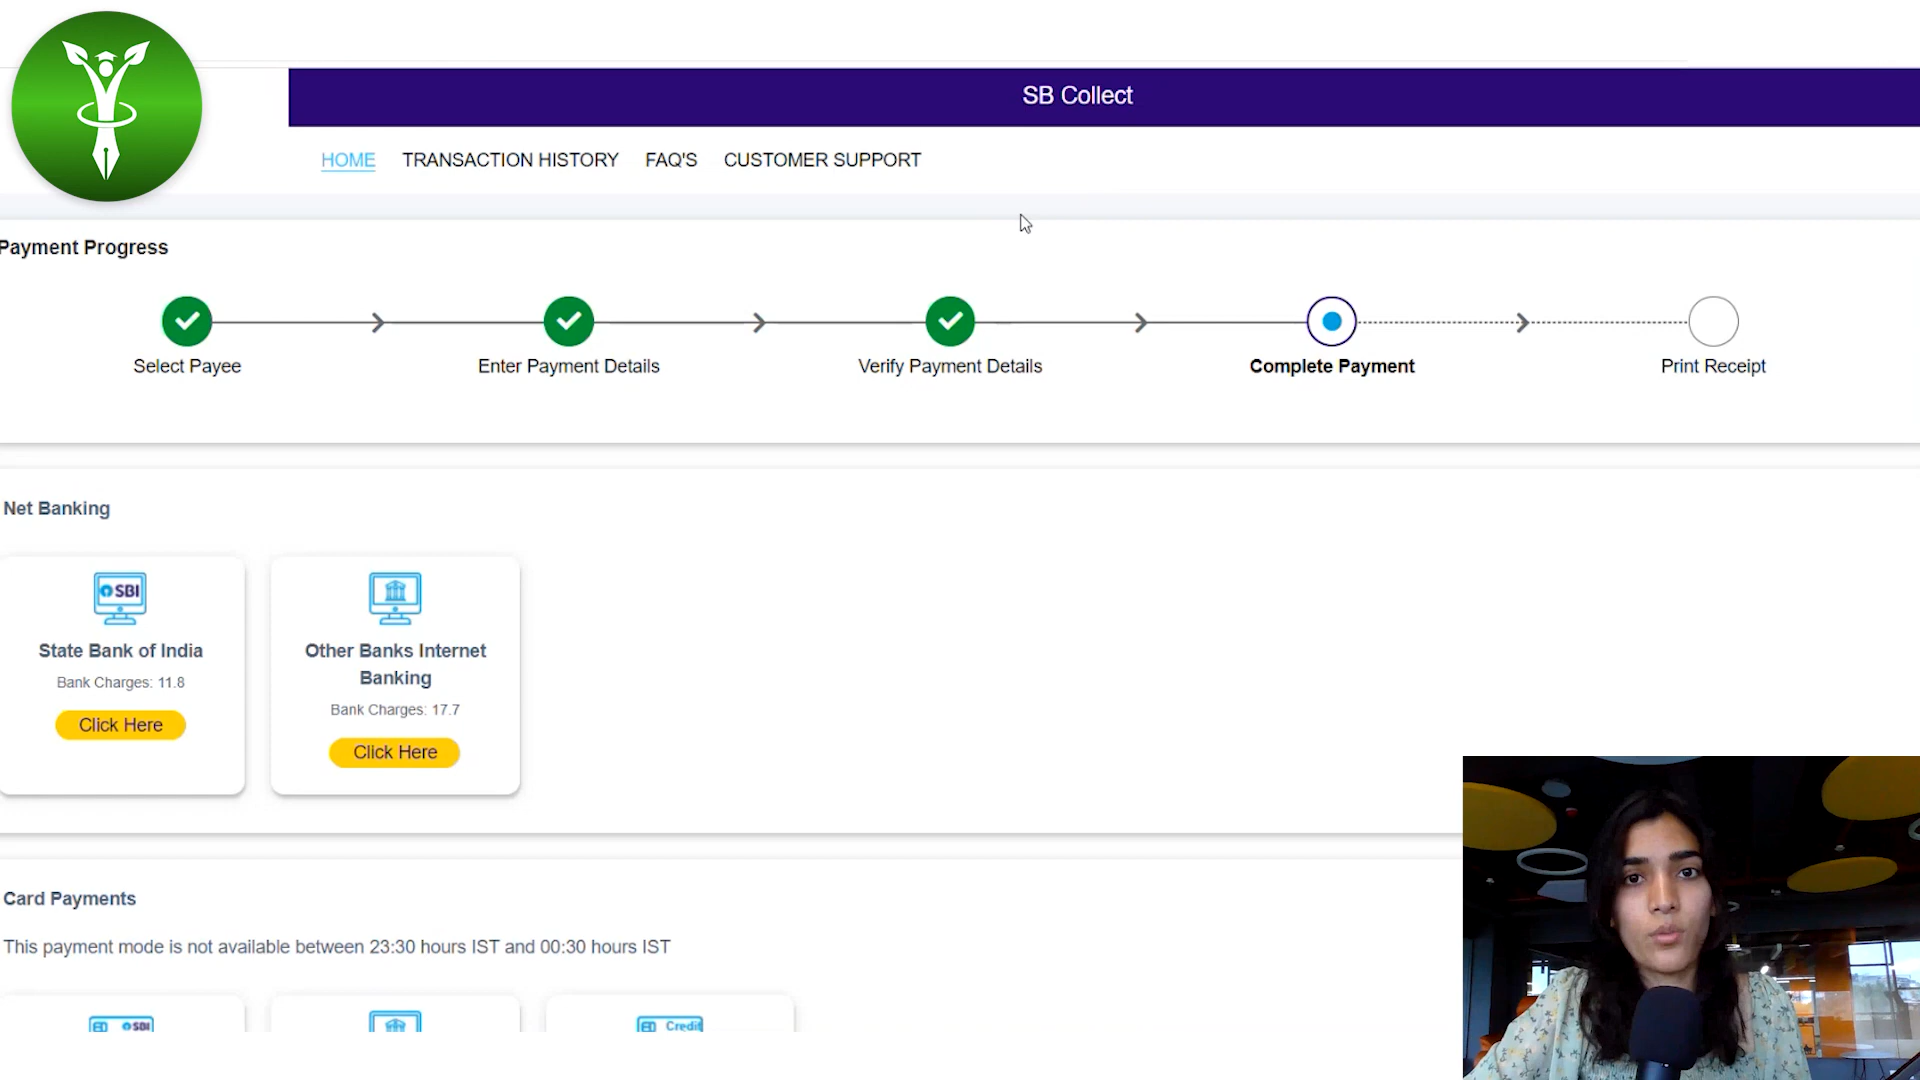 SB Collect
HOME TRANSACTION HISTORY FAQ'S CUSTOMER SUPPORT
Payment Progress
Select Payee
Enter Payment Details
Verify Payment Details
Complete Payment
Print Receipt
Net Banking
SBI
State Bank of India
Bank Charges: 11.8
Click Here
Other Banks Internet
Banking
Bank Charges: 17.7
Click Here
Card Payments
This payment mode is not available between 23:30 hours IST and 00:30 hours IST
SBI
Credit